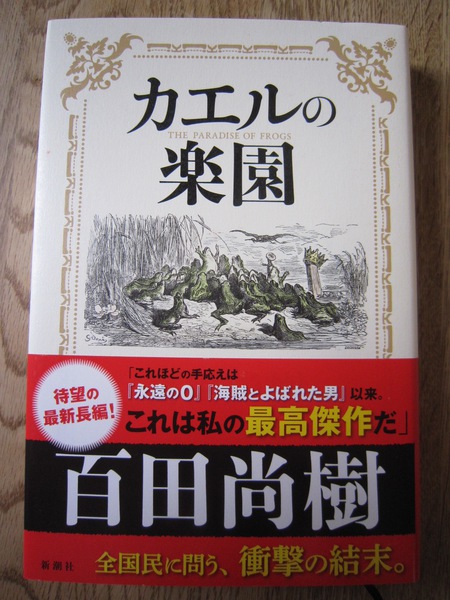 カエルの
THE PARADISE OF FROGS
楽園
待望の
最新長編!
「これほどの手応えは
『永遠の0』『海賊とよばれた男』以来。
これは私の最高傑作だ」
百田尚樹
新潮社
全国民に問う、衝撃の結末。